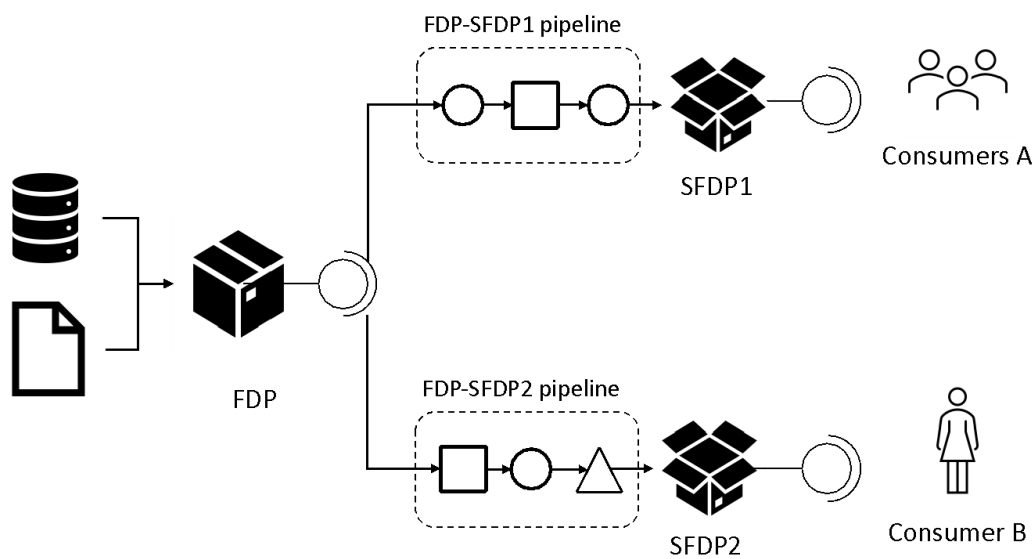 FDP-SFDP1 pipeline
Consumers A
SFDP1
FDP
FDP-SFDP2 pipeline
Consumer B
SFDP2